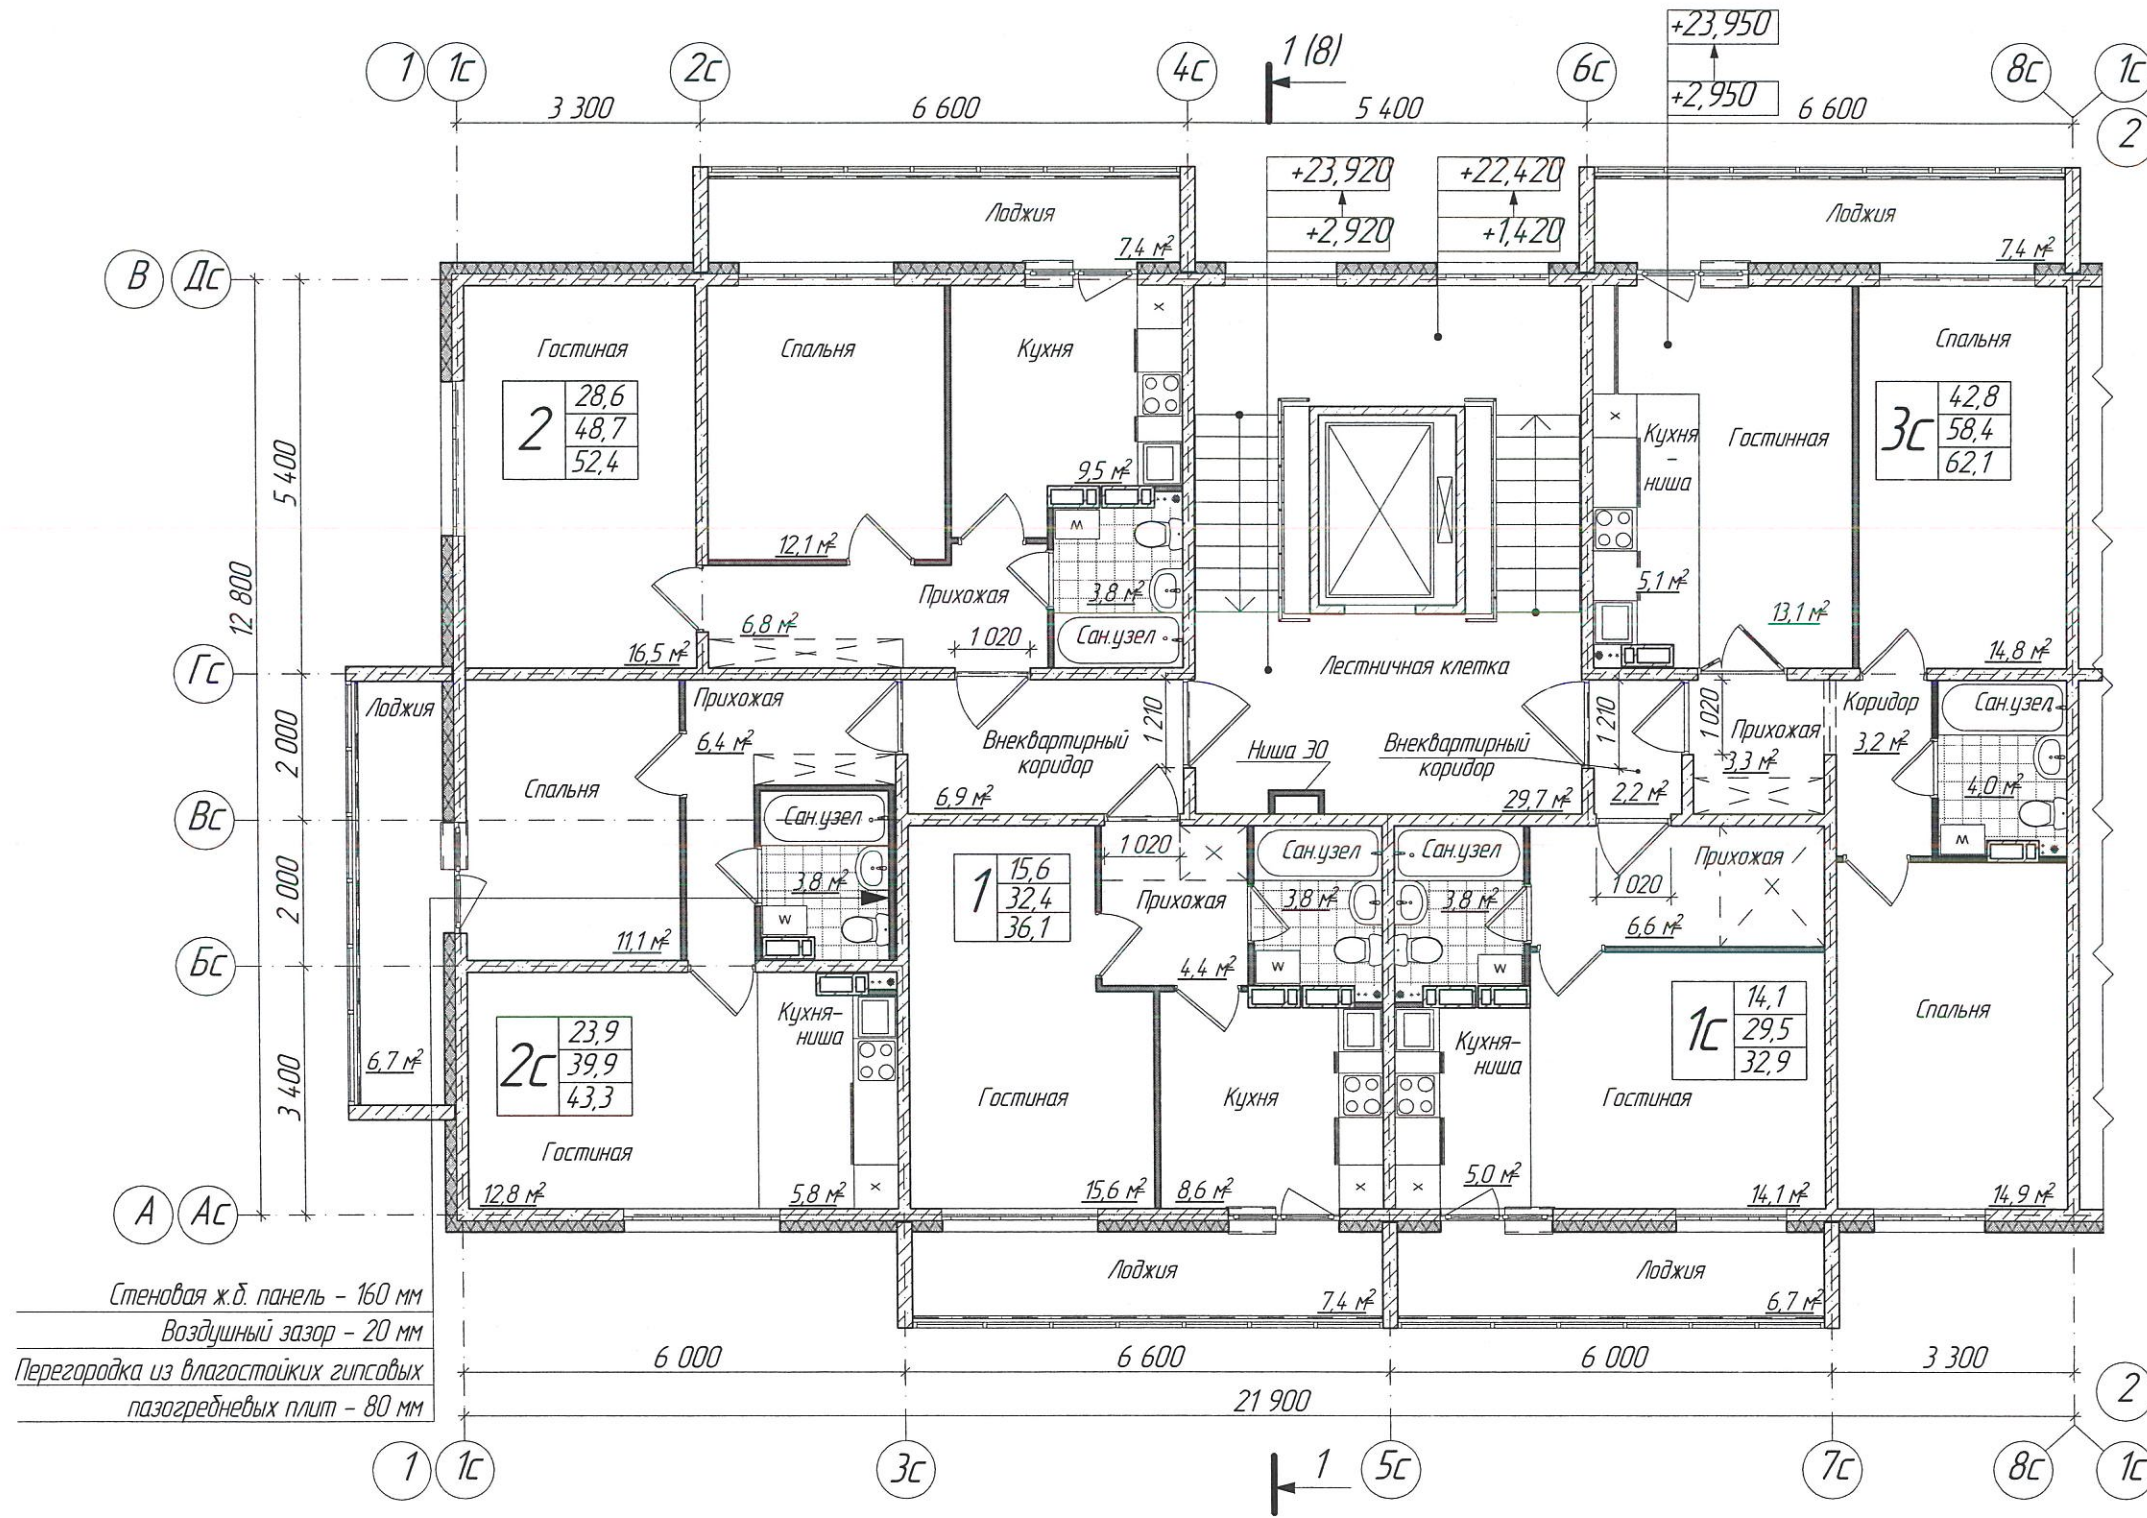 1 1с 2с 4с 1 (8) 6с 8с 1с
+23,950
+2,950
3 300 6 600 5 400 6 600
2
+23,920 +22,420
+2,920 +1,420
Лоджия Лоджия
7,4 м² 7,4 м²
В Дс
Гостиная Спальня Кухня Спальня
2 28,6
48,7
52,4
3с 42,8
58,4
62,1
х
х
Кухня
-
ниша
Гостинная
5 400
12 800
9,5 м²
М
12,1 м²
3,8 м²
5,1 м²
13,1 м²
Прихожая
6,8 м²
1 020
Сан.узел
16,5 м²
Лестничная клетка
14,8 м²
Гс
Лоджия
Прихожая
6,4 м²
Внеквартирный
коридор
1 210
Ниша ЭО
Внеквартирный
коридор
1 210
1 020
Прихожая
3,3 м²
Коридор
3,2 м²
Сан.узел
4,0 м²
М
2 000
Спальня
6,9 м²
29,7 м²
2,2 м²
Вс
Сан.узел
3,8 м²
W
1 020
1 15,6
32,4
36,1
Прихожая
Сан.узел
3,8 м²
W
Сан.узел
3,8 м²
W
1 020
Прихожая
6,6 м²
2 000
11,1 м²
4,4 м²
Бс
2с 23,9
39,9
43,3
Кухня-
ниша
Кухня-
ниша
1с 14,1
29,5
32,9
Спальня
6,7 м²
3 400
Гостиная
Гостиная
Кухня
Гостиная
12,8 м²
5,8 м²
х
15,6 м²
8,6 м²
х
х
5,0 м²
14,1 м²
14,9 м²
А Ас
Лоджия
7,4 м²
Лоджия
6,7 м²
Стеновая ж.б. панель – 160 мм
Воздушный зазор – 20 мм
Перегородка из влагостойких гипсовых
пазогребневых плит – 80 мм
6 000 6 600 6 000 3 300
21 900
2
1 1с 3с 1 5с 7с 8с 1с